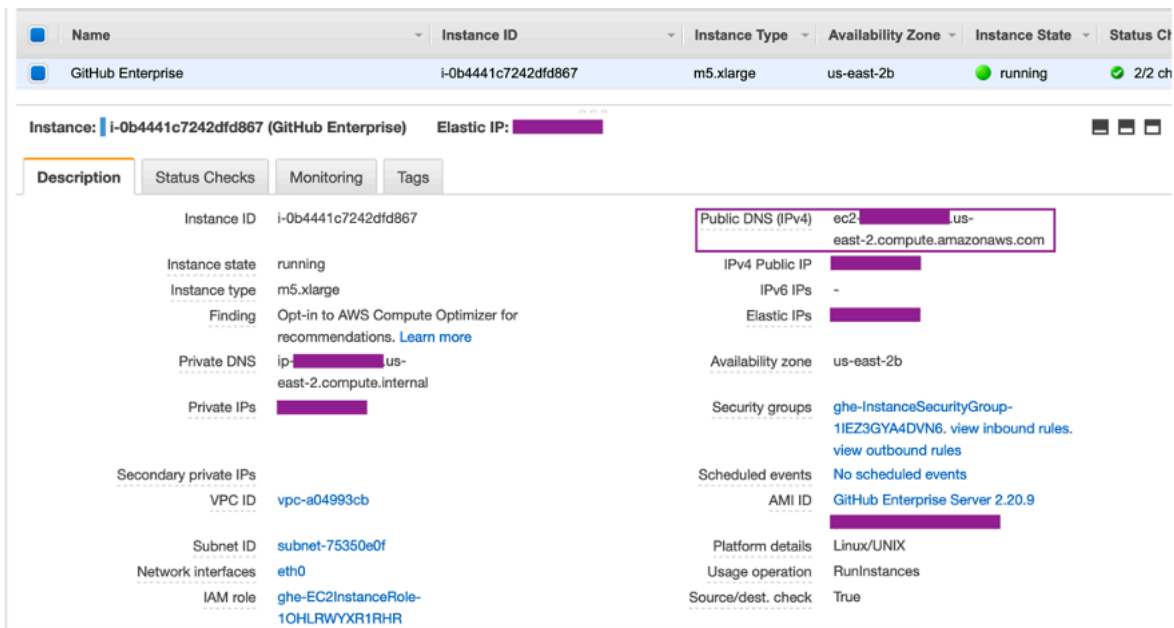 Name Instance ID Instance Type Availability Zone Instance State Status Ch
GitHub Enterprise i-0b4441c7242dfd867 m5.xlarge us-east-2b running 2/2 ch
Instance: i-0b4441c7242dfd867 (GitHub Enterprise) Elastic IP:
Description Status Checks Monitoring Tags
Instance ID i-0b4441c7242dfd867
Instance state running
Instance type m5.xlarge
Finding Opt-in to AWS Compute Optimizer for
recommendations. Learn more
Private DNS ip- .us-
east-2.compute.internal
Private IPs
Secondary private IPs
VPC ID vpc-a04993cb
Subnet ID subnet-75350e0f
Network interfaces eth0
IAM role ghe-EC2InstanceRole-
1OHLRWYXR1RHR
Public DNS (IPv4) ec2- .us-
east-2.compute.amazonaws.com
IPv4 Public IP
IPv6 IPs -
Elastic IPs
Availability zone us-east-2b
Security groups ghe-InstanceSecurityGroup-
1IEZ3GYA4DVN6. view inbound rules.
view outbound rules
Scheduled events No scheduled events
AMI ID GitHub Enterprise Server 2.20.9
Platform details Linux/UNIX
Usage operation RunInstances
Source/dest. check True